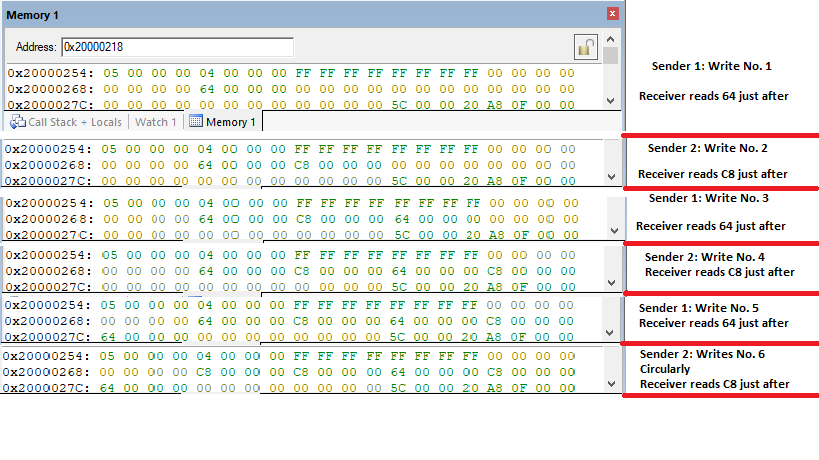 Memory 1
Address: 0x20000218
0x20000254: 05 00 00 00 04 00 00 00 FF FF FF FF FF FF FF FF 00 00 00 00
0x20000268: 00 00 00 00 64 00 00 00 00 00 00 00 00 00 00 00 00 00 00 00
0x2000027C: 00 00 00 00 00 00 00 00 00 00 00 00 5C 00 00 20 A8 0F 00 00
Call Stack + Locals Watch 1 Memory 1
Sender 1: Write No. 1
Receiver reads 64 just after
0x20000254: 05 00 00 00 04 00 00 00 FF FF FF FF FF FF FF FF 00 00 00 00
0x20000268: 00 00 00 00 64 00 00 00 C8 00 00 00 00 00 00 00 00 00 00 00
0x2000027C: 00 00 00 00 00 00 00 00 00 00 00 00 5C 00 00 20 A8 0F 00 00
Sender 2: Write No. 2
Receiver reads C8 just after
0x20000254: 05 00 00 00 04 00 00 00 FF FF FF FF FF FF FF FF 00 00 00 00
0x20000268: 00 00 00 00 64 00 00 00 C8 00 00 00 64 00 00 00 00 00 00 00
0x2000027C: 00 00 00 00 00 00 00 00 00 00 00 00 5C 00 00 20 A8 0F 00 00
Sender 1: Write No. 3
Receiver reads 64 just after
0x20000254: 05 00 00 00 04 00 00 00 FF FF FF FF FF FF FF FF 00 00 00 00
0x20000268: 00 00 00 00 64 00 00 00 C8 00 00 00 64 00 00 00 C8 00 00 00
0x2000027C: 00 00 00 00 00 00 00 00 00 00 00 00 5C 00 00 20 A8 0F 00 00
Sender 2: Write No. 4
Receiver reads C8 just after
0x20000254: 05 00 00 00 04 00 00 00 FF FF FF FF FF FF FF FF 00 00 00 00
0x20000268: 00 00 00 00 64 00 00 00 C8 00 00 00 64 00 00 00 C8 00 00 00
0x2000027C: 64 00 00 00 00 00 00 00 00 00 00 00 5C 00 00 20 A8 0F 00 00
Sender 1: Write No. 5
Receiver reads 64 just after
0x20000254: 05 00 00 00 04 00 00 00 FF FF FF FF FF FF FF FF 00 00 00 00
0x20000268: 00 00 00 00 C8 00 00 00 C8 00 00 00 64 00 00 00 C8 00 00 00
0x2000027C: 64 00 00 00 00 00 00 00 00 00 00 00 5C 00 00 20 A8 0F 00 00
Sender 2: Writes No. 6
Circularly
Receiver reads C8 just after